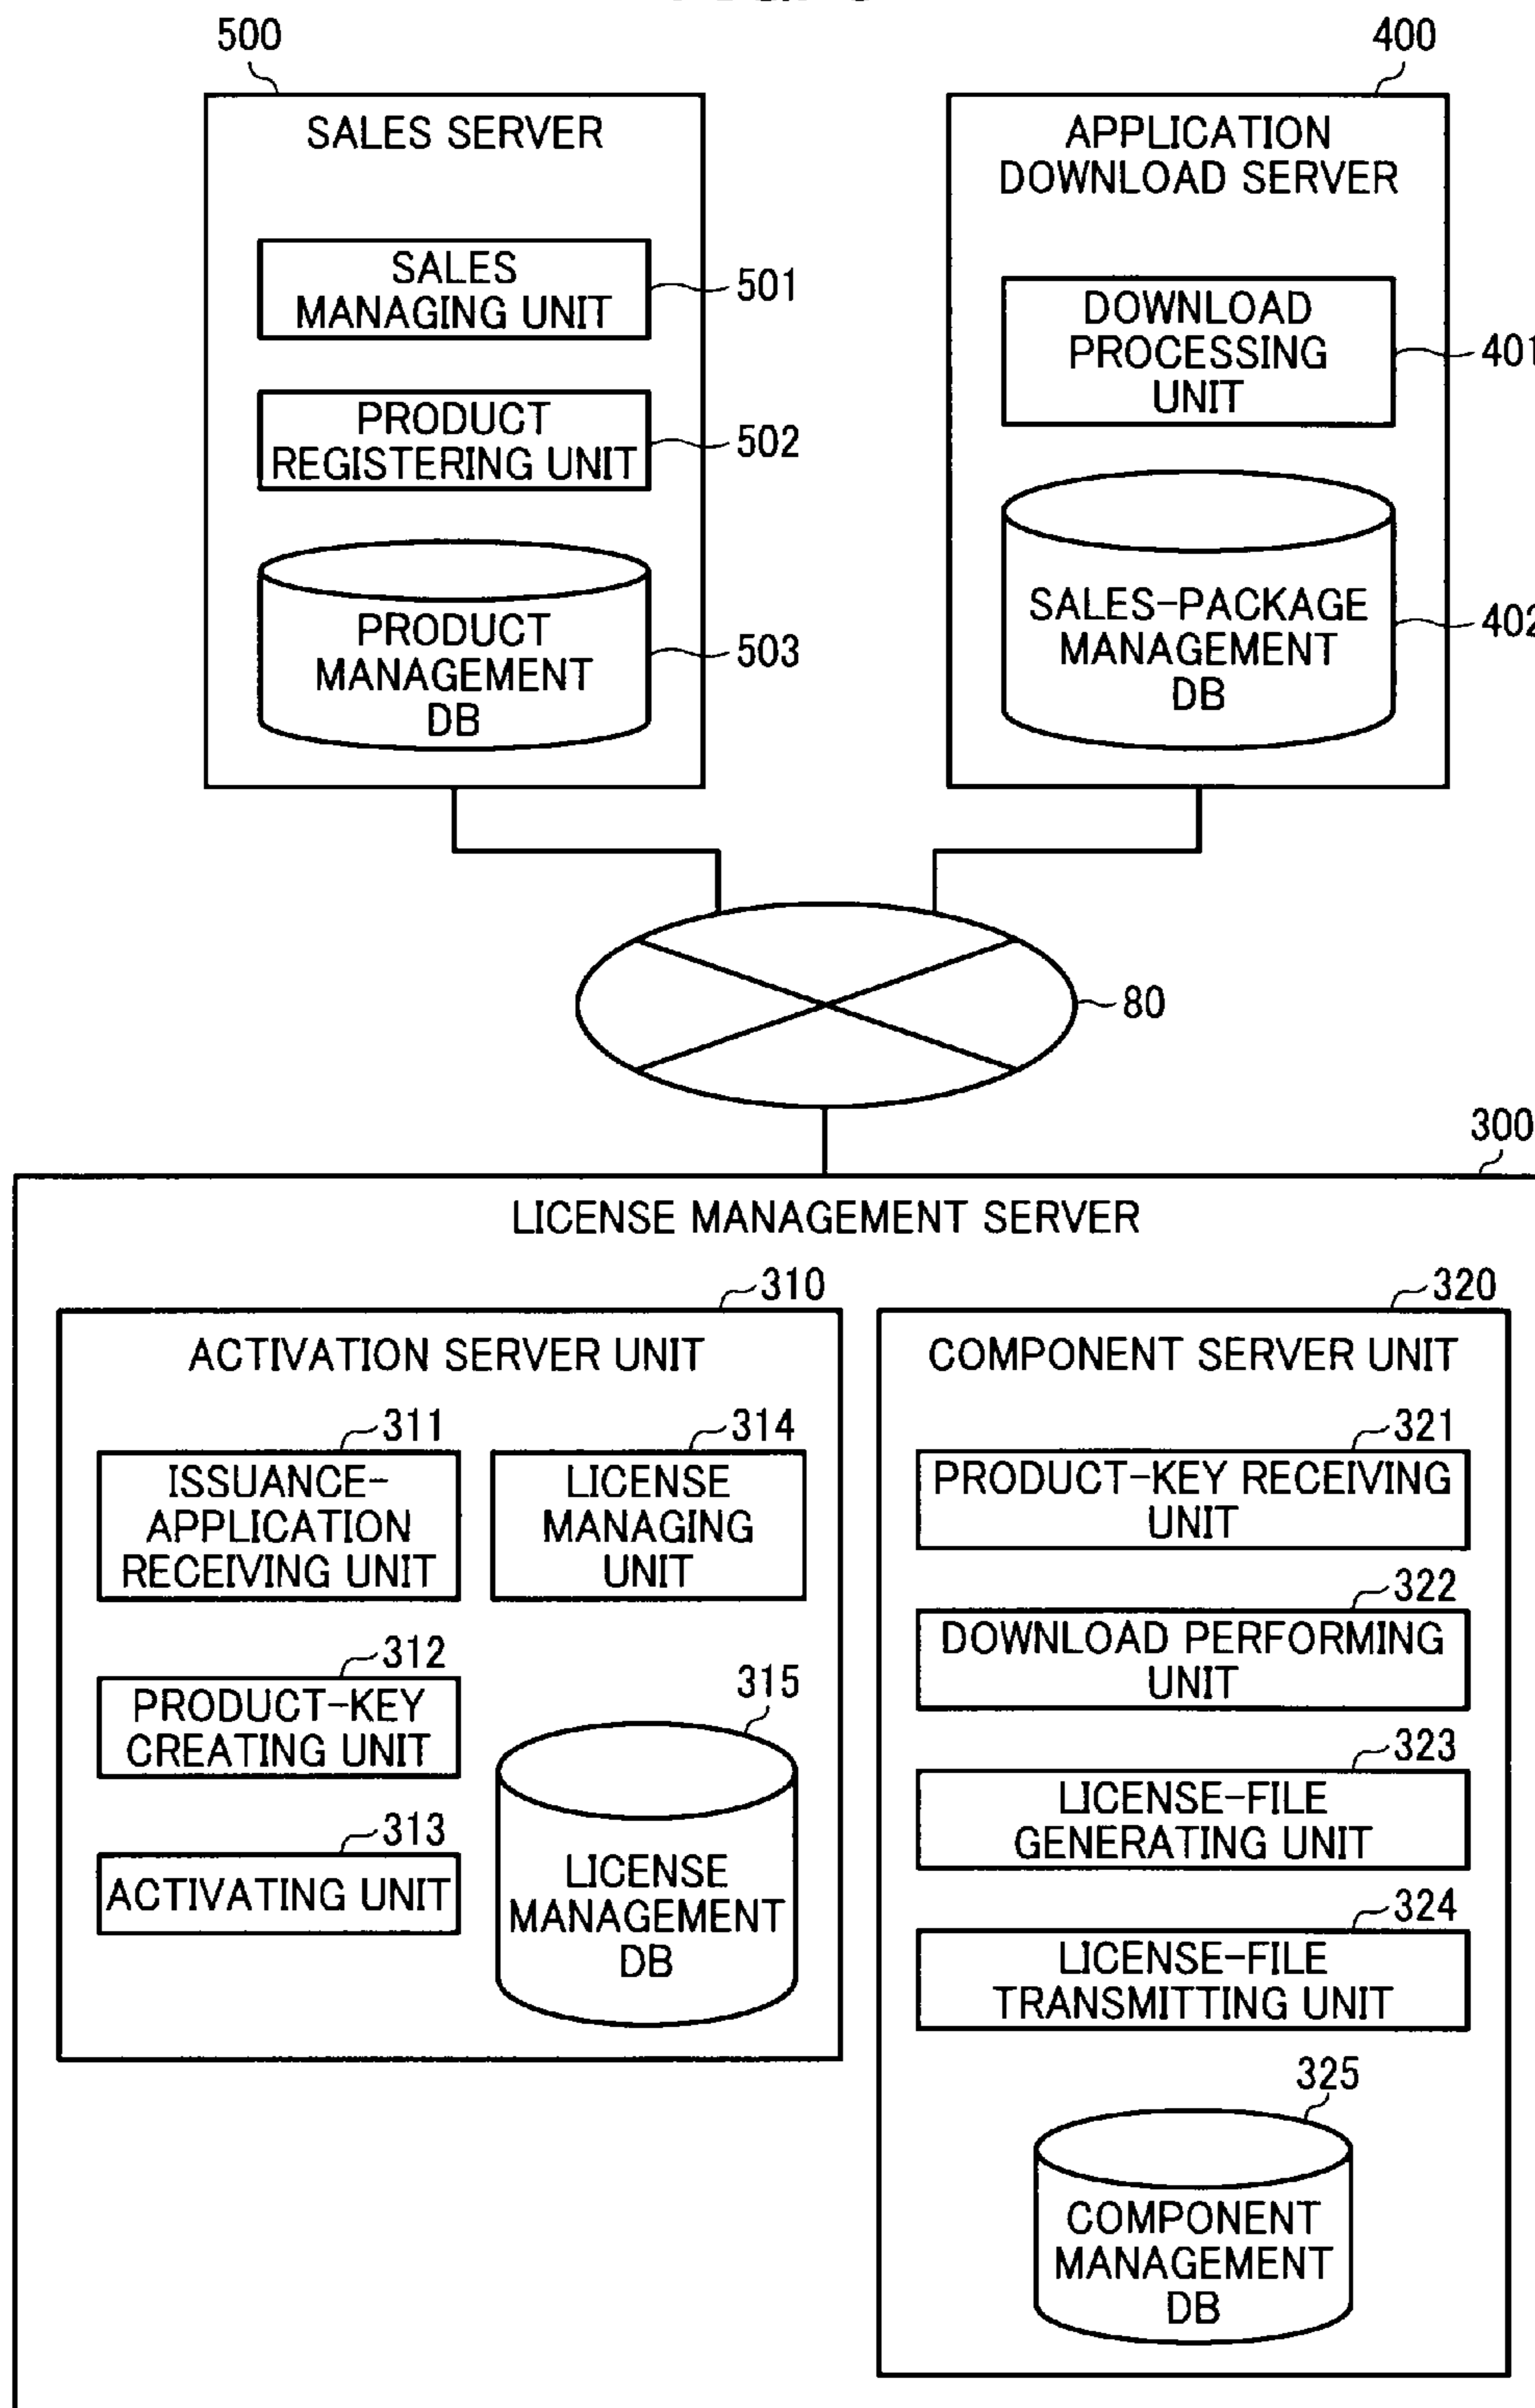 500
SALES SERVER
SALES
MANAGING UNIT
501
PRODUCT
REGISTERING UNIT
502
PRODUCT
MANAGEMENT
DB
503
400
APPLICATION
DOWNLOAD SERVER
DOWNLOAD
PROCESSING
UNIT
401
SALES-PACKAGE
MANAGEMENT
DB
402
80
300
LICENSE MANAGEMENT SERVER
310
ACTIVATION SERVER UNIT
311
ISSUANCE-
APPLICATION
RECEIVING UNIT
314
LICENSE
MANAGING
UNIT
312
PRODUCT-KEY
CREATING UNIT
313
ACTIVATING UNIT
315
LICENSE
MANAGEMENT
DB
320
COMPONENT SERVER UNIT
321
PRODUCT-KEY RECEIVING
UNIT
322
DOWNLOAD PERFORMING
UNIT
323
LICENSE-FILE
GENERATING UNIT
324
LICENSE-FILE
TRANSMITTING UNIT
325
COMPONENT
MANAGEMENT
DB